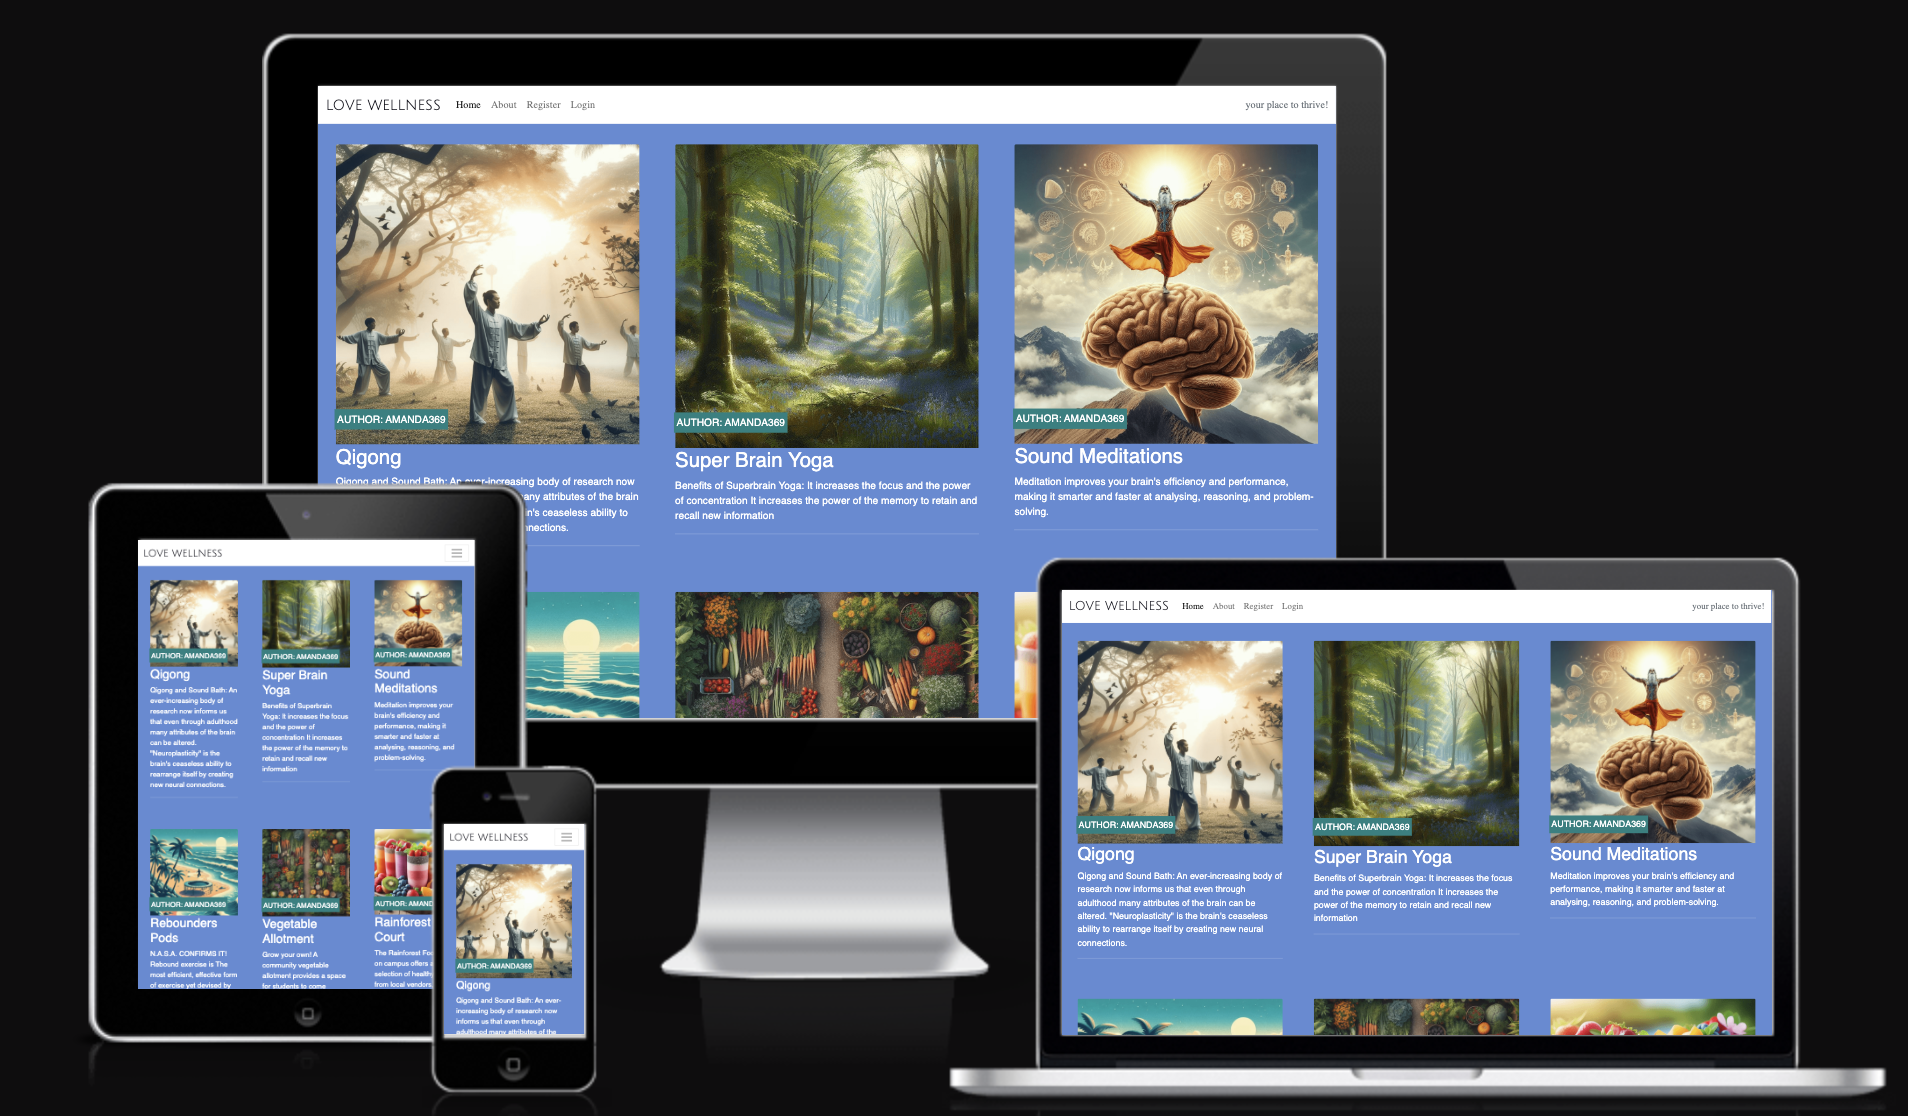 LOVE WELLNESS Home About Register Login your place to thrive!
AUTHOR: AMANDA369
Qigong
Qigong and Sound Bath: An ever-increasing body of research now
many attributes of the brain
ceaseless ability to
AUTHOR: AMANDA369
Super Brain Yoga
Benefits of Superbrain Yoga: It increases the focus and the power
of concentration It increases the power of the memory to retain and
recall new information
AUTHOR: AMANDA369
Sound Meditations
Meditation improves your brain's efficiency and performance,
making it smarter and faster at analysing, reasoning, and problem-
solving.
LOVE WELLNESS
AUTHOR: AMANDA369
Qigong
Qigong and Sound Bath: An
ever-increasing body of
research now informs us
that even through adulthood
many attributes of the brain
can be altered.
"Neuroplasticity" is the
brain's ceaseless ability to
rearrange itself by creating
new neural connections.
AUTHOR: AMANDA369
Super Brain
Yoga
Benefits of Superbrain
Yoga: It increases the focus
and the power of
concentration It increases
the power of the memory to
retain and recall new
information
AUTHOR: AMANDA369
Sound
Meditations
Meditation improves your
brain's efficiency and
performance, making it
smarter and faster at
analysing, reasoning, and
problem-solving.
AUTHOR: AMANDA369
Rebounders
Pods
N.A.S.A. CONFIRMS IT!
Rebound exercise is The
most efficient, effective form
of exercise yet devised by
AUTHOR: AMANDA369
Vegetable
Allotment
Grow your own! A
community vegetable
allotment provides a space
for students to come
AUTHOR:
Rainforest
Court
The Rainforest
on campus offers
selection of
from local vendors
LOVE WELLNESS
AUTHOR: AMANDA369
Qigong
Qigong and Sound Bath: An ever-
increasing body of research now
informs us that even through
adulthood many attributes of the
LOVE WELLNESS Home About Register Login your place to thrive!
AUTHOR: AMANDA369
Qigong
Qigong and Sound Bath: An ever-increasing body of
research now informs us that even through
adulthood many attributes of the brain can be
altered. "Neuroplasticity" is the brain's ceaseless
ability to rearrange itself by creating new neural
connections.
AUTHOR: AMANDA369
Super Brain Yoga
Benefits of Superbrain Yoga: It increases the focus
and the power of concentration It increases the
power of the memory to retain and recall new
information
AUTHOR: AMANDA369
Sound Meditations
Meditation improves your brain's efficiency and
performance, making it smarter and faster at
analysing, reasoning, and problem-solving.